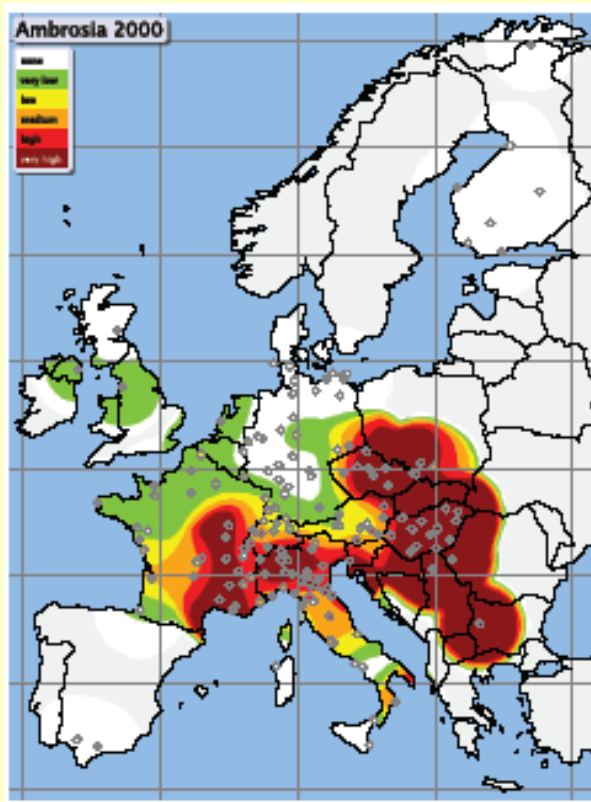 Ambrosia 2000
none
very low
low
medium
high
very high